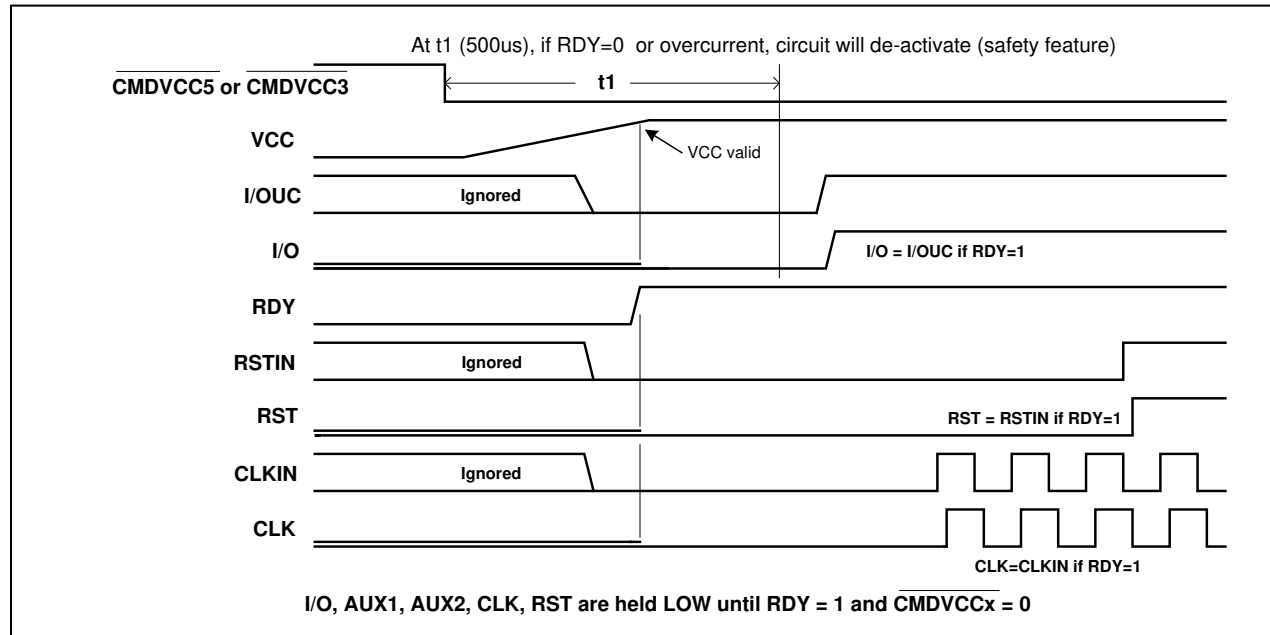 At t1 (500us), if RDY=0 or overcurrent, circuit will de-activate (safety feature)
CMDVCC5 or CMDVCC3
t1
VCC
VCC valid
I/OUC
Ignored
I/O
I/O = I/OUC if RDY=1
RDY
RSTIN
Ignored
RST
RST = RSTIN if RDY=1
CLKIN
Ignored
CLK
CLK=CLKIN if RDY=1
I/O, AUX1, AUX2, CLK, RST are held LOW until RDY = 1 and CMDVCCx = 0